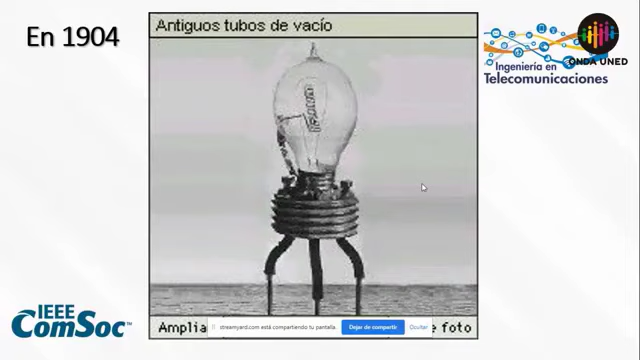 En 1904
Antiguos tubos de vacío
ONDA UNED
Ingeniería en
Telecomunicaciones
IEEE
ComSoc™
Amplia
streamyard.com está compartiendo tu pantalla.
Dejar de compartir
Ocultar
e foto